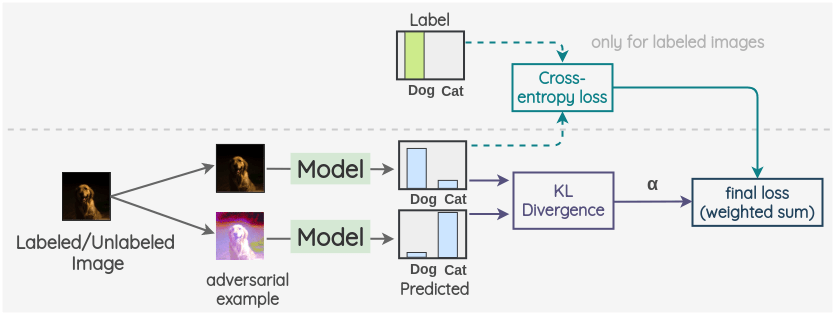 Label
only for labeled images
Dog Cat
Cross-
entropy loss
Model
Dog Cat
Labeled/Unlabeled
Image
KL
Divergence
α
final loss
(weighted sum)
Model
adversarial
example
Dog Cat
Predicted